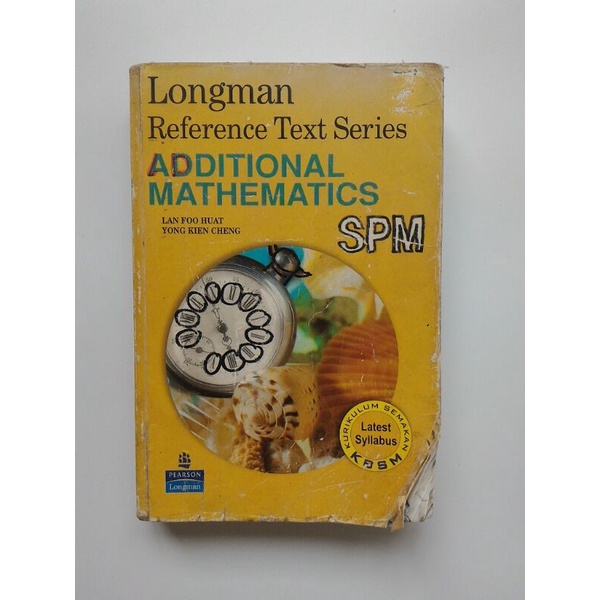 Longman
Reference Text Series
ADDITIONAL
MATHEMATICS
LAN FOO HUAT
YONG KIEN CHENG
SPM
KURIKULUM SEMAKAN
Latest
Syllabus
KBSM
PEARSON
Longman